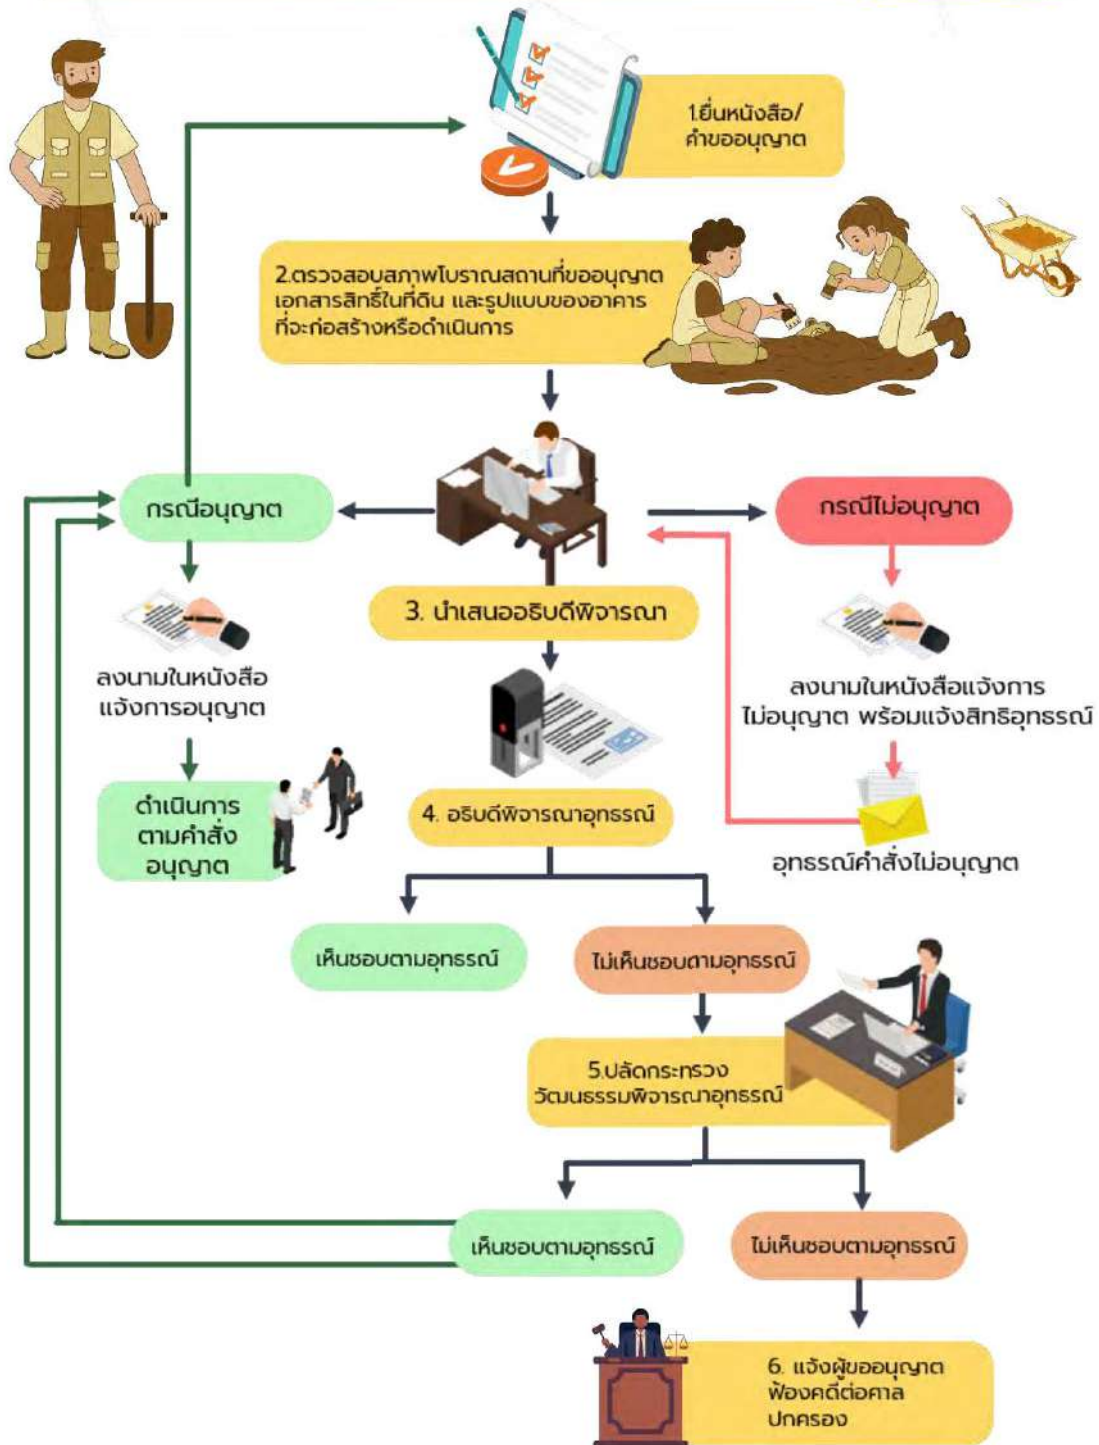 1.ยื่นหนังสือ/
คำขออนุญาต
2.ตรวจสอบสภาพโบราณสถานที่ขออนุญาต
เอกสารสิทธิ์ในที่ดิน และรูปแบบของอาคาร
ที่จะก่อสร้างหรือดำเนินการ
กรณีอนุญาต
กรณีไม่อนุญาต
3. นำเสนออธิบดีพิจารณา
ลงนามในหนังสือ
แจ้งการอนุญาต
ลงนามในหนังสือแจ้งการ
ไม่อนุญาต พร้อมแจ้งสิทธิอุทธรณ์
ดำเนินการ
ตามคำสั่ง
อนุญาต
4. อธิบดีพิจารณาอุทธรณ์
อุทธรณ์คำสั่งไม่อนุญาต
เห็นชอบตามอุทธรณ์
ไม่เห็นชอบตามอุทธรณ์
5.ปลัดกระทรวง
วัฒนธรรมพิจารณาอุทธรณ์
เห็นชอบตามอุทธรณ์
ไม่เห็นชอบตามอุทธรณ์
6. แจ้งผู้ขออนุญาต
ฟ้องคดีต่อศาล
ปกครอง